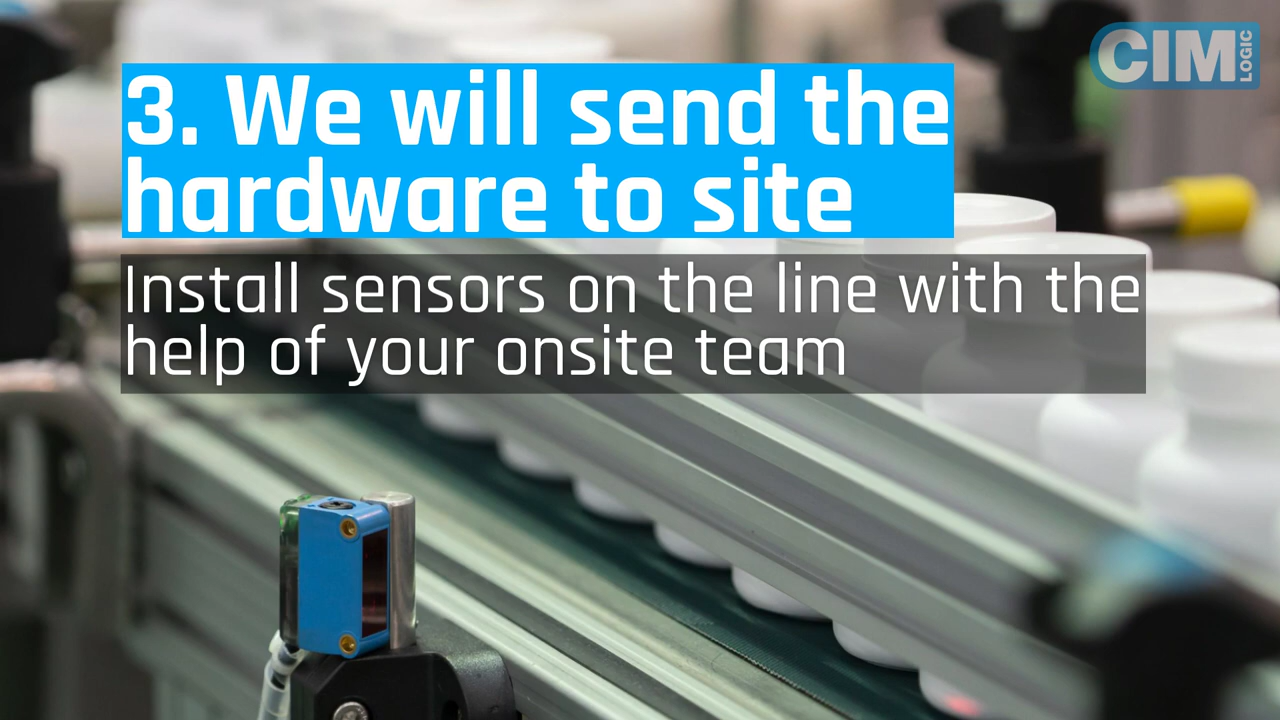 CIM
LOGIC
3. We will send the
hardware to site
Install sensors on the line with the
help of your onsite team